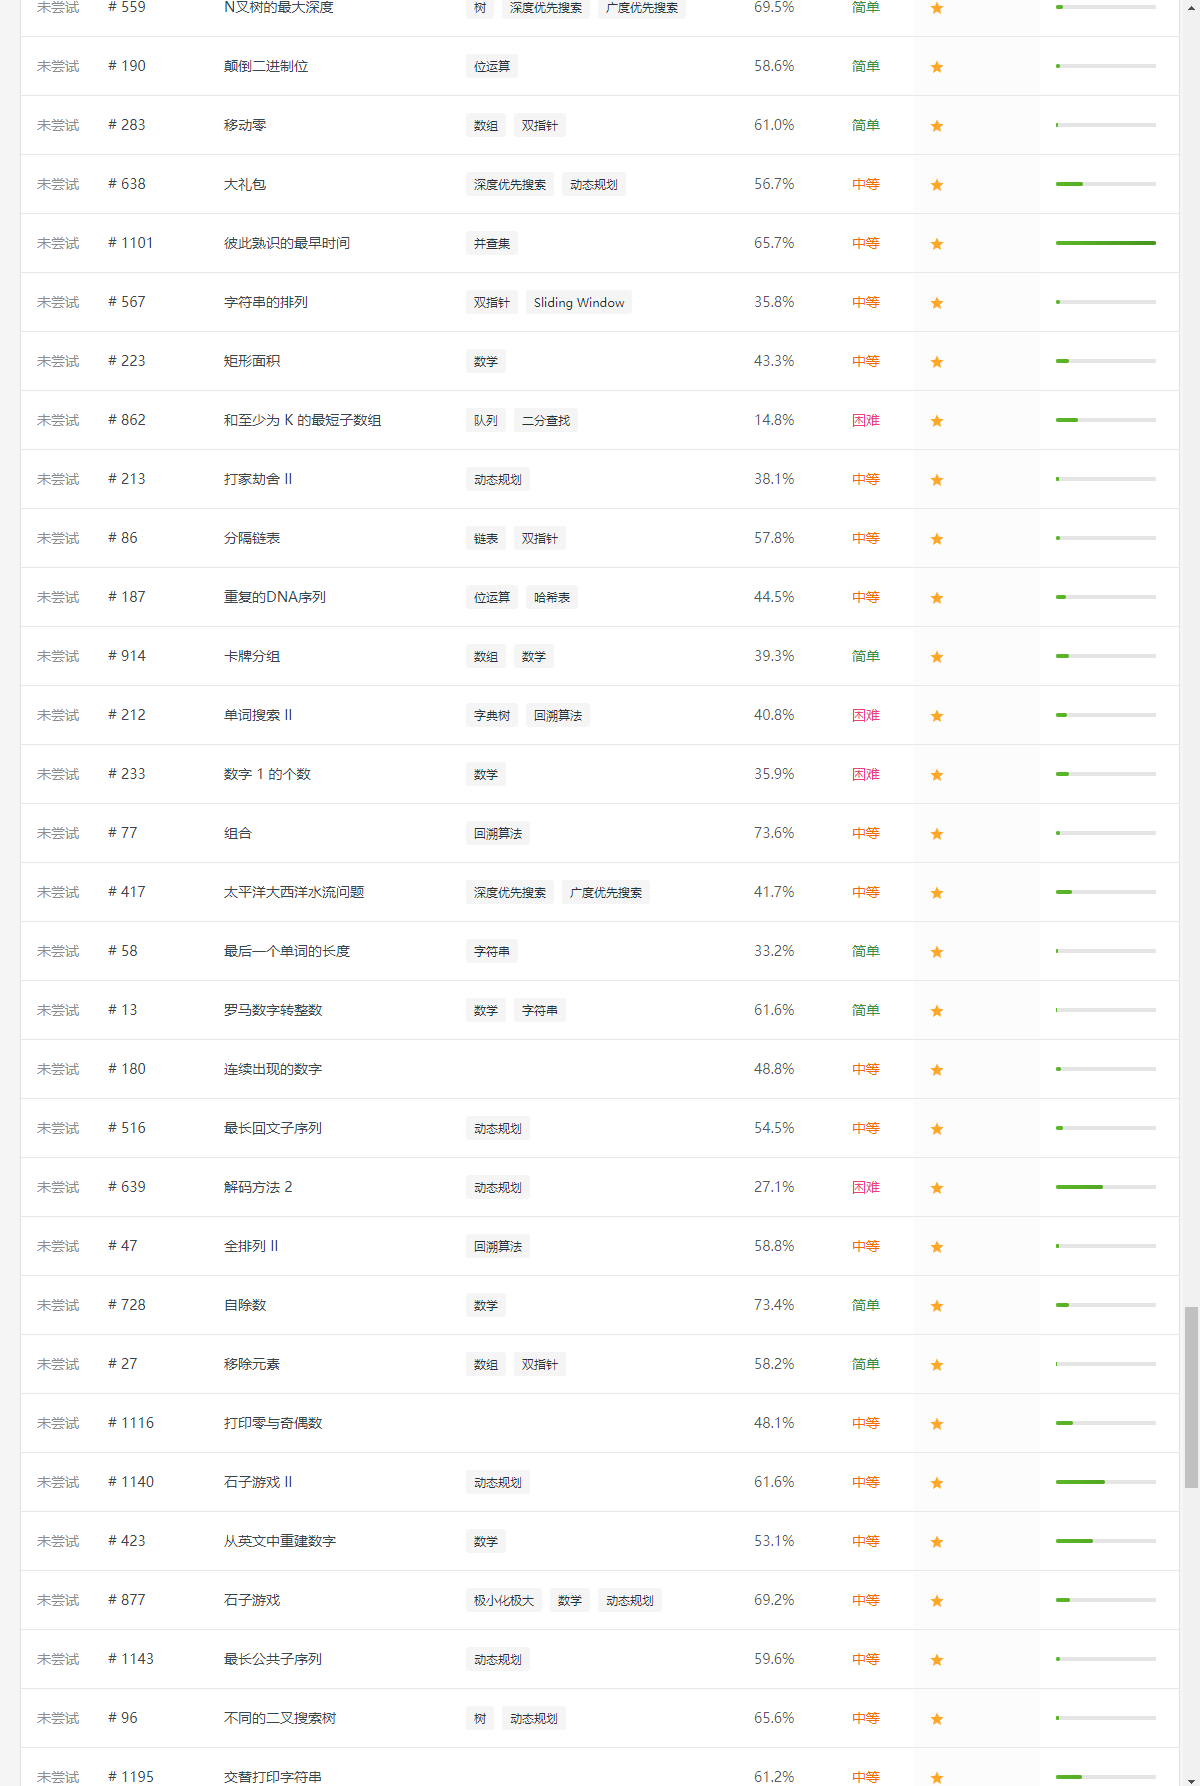 未尝试 # 559 N叉树的最大深度 树 深度优先搜索 广度优先搜索 69.5% 简单
未尝试 # 190 颠倒二进制位 位运算 58.6% 简单
未尝试 # 283 移动零 数组 双指针 61.0% 简单
未尝试 # 638 大礼包 深度优先搜索 动态规划 56.7% 中等
未尝试 # 1101 彼此熟识的最早时间 并查集 65.7% 中等
未尝试 # 567 字符串的排列 双指针 Sliding Window 35.8% 中等
未尝试 # 223 矩形面积 数学 43.3% 中等
未尝试 # 862 和至少为 K 的最短子数组 队列 二分查找 14.8% 困难
未尝试 # 213 打家劫舍 II 动态规划 38.1% 中等
未尝试 # 86 分隔链表 链表 双指针 57.8% 中等
未尝试 # 187 重复的DNA序列 位运算 哈希表 44.5% 中等
未尝试 # 914 卡牌分组 数组 数学 39.3% 简单
未尝试 # 212 单词搜索 II 字典树 回溯算法 40.8% 困难
未尝试 # 233 数字 1 的个数 数学 35.9% 困难
未尝试 # 77 组合 回溯算法 73.6% 中等
未尝试 # 417 太平洋大西洋水流问题 深度优先搜索 广度优先搜索 41.7% 中等
未尝试 # 58 最后一个单词的长度 字符串 33.2% 简单
未尝试 # 13 罗马数字转整数 数学 字符串 61.6% 简单
未尝试 # 180 连续出现的数字 48.8% 中等
未尝试 # 516 最长回文子序列 动态规划 54.5% 中等
未尝试 # 639 解码方法 2 动态规划 27.1% 困难
未尝试 # 47 全排列 II 回溯算法 58.8% 中等
未尝试 # 728 自除数 数学 73.4% 简单
未尝试 # 27 移除元素 数组 双指针 58.2% 简单
未尝试 # 1116 打印零与奇偶数 48.1% 中等
未尝试 # 1140 石子游戏 II 动态规划 61.6% 中等
未尝试 # 423 从英文中重建数字 数学 53.1% 中等
未尝试 # 877 石子游戏 极小化极大 数学 动态规划 69.2% 中等
未尝试 # 1143 最长公共子序列 动态规划 59.6% 中等
未尝试 # 96 不同的二叉搜索树 树 动态规划 65.6% 中等
未尝试 # 1195 交替打印字符串 61.2% 中等